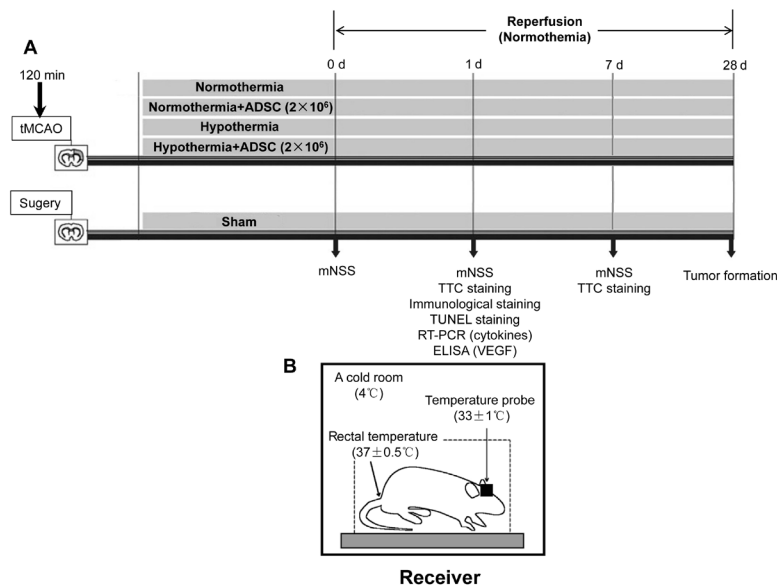 Reperfusion
(Normothemia)
A
120 min
0 d
1 d
7 d
28 d
Normothermia
tMCAO
Normothermia+ADSC (2×10⁶)
Hypothermia
Hypothermia+ADSC (2×10⁶)
Sugery
Sham
mNSS
mNSS
TTC staining
Immunological staining
TUNEL staining
RT-PCR (cytokines)
ELISA (VEGF)
mNSS
TTC staining
Tumor formation
B
A cold room
(4℃)
Temperature probe
(33±1℃)
Rectal temperature
(37±0.5℃)
Receiver